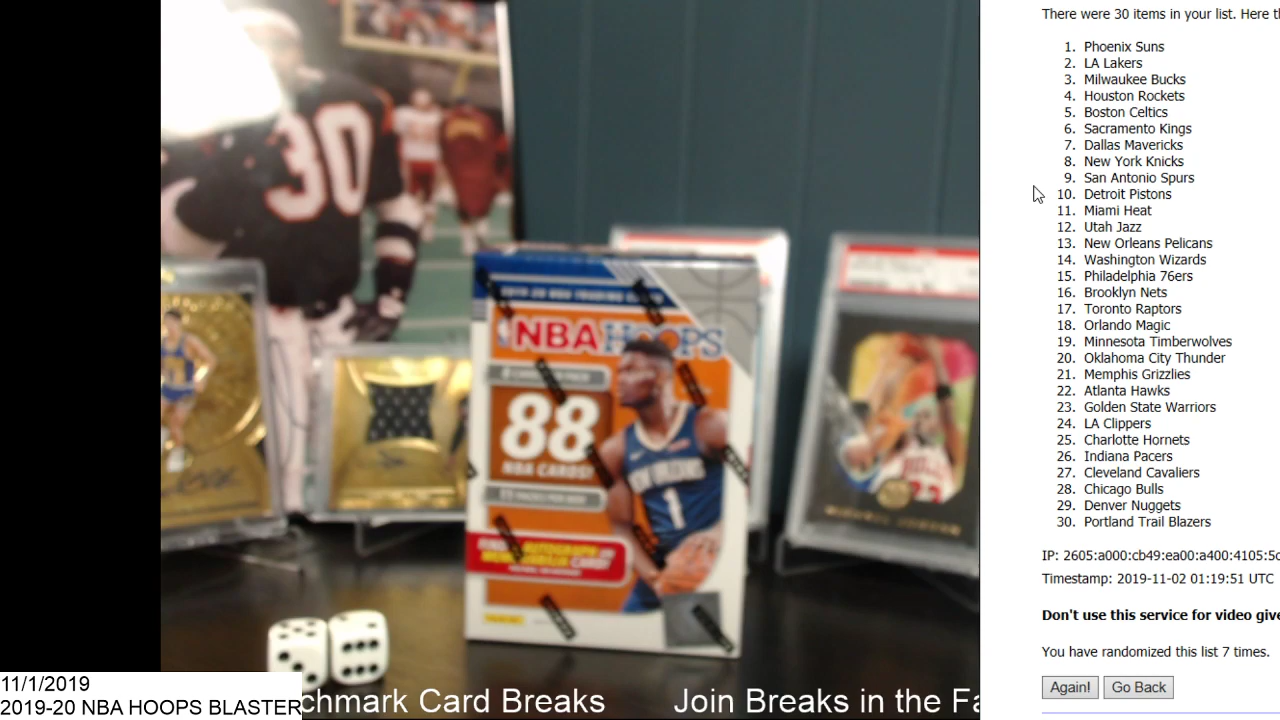 There were 30 items in your list. Here th
1. Phoenix Suns
2. LA Lakers
3. Milwaukee Bucks
4. Houston Rockets
5. Boston Celtics
6. Sacramento Kings
7. Dallas Mavericks
8. New York Knicks
9. San Antonio Spurs
10. Detroit Pistons
11. Miami Heat
12. Utah Jazz
13. New Orleans Pelicans
14. Washington Wizards
15. Philadelphia 76ers
16. Brooklyn Nets
17. Toronto Raptors
18. Orlando Magic
19. Minnesota Timberwolves
20. Oklahoma City Thunder
21. Memphis Grizzlies
22. Atlanta Hawks
23. Golden State Warriors
24. LA Clippers
25. Charlotte Hornets
26. Indiana Pacers
27. Cleveland Cavaliers
28. Chicago Bulls
29. Denver Nuggets
30. Portland Trail Blazers
IP: 2605:a000:cb49:ea00:a400:4105:5c
Timestamp: 2019-11-02 01:19:51 UTC
Don't use this service for video give
You have randomized this list 7 times.
Again! Go Back
30
NBA HOOPS
88
NBA CARDS!
NEW ORLEANS
1
11/1/2019
2019-20 NBA HOOPS BLASTER
chmark Card Breaks Join Breaks in the Fa